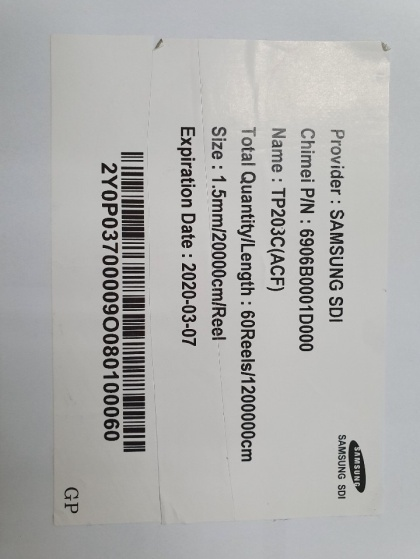 SAMSUNG
SAMSUNG SDI
Provider : SAMSUNG SDI
Chimei P/N : 6906B0001D000
Name : TP203C(ACF)
Total Quantity/Length : 60Reels/1200000cm
Size : 1.5mm/20000cm/Reel
Expiration Date : 2020-03-07
2Y0P03700009O080100060
GP